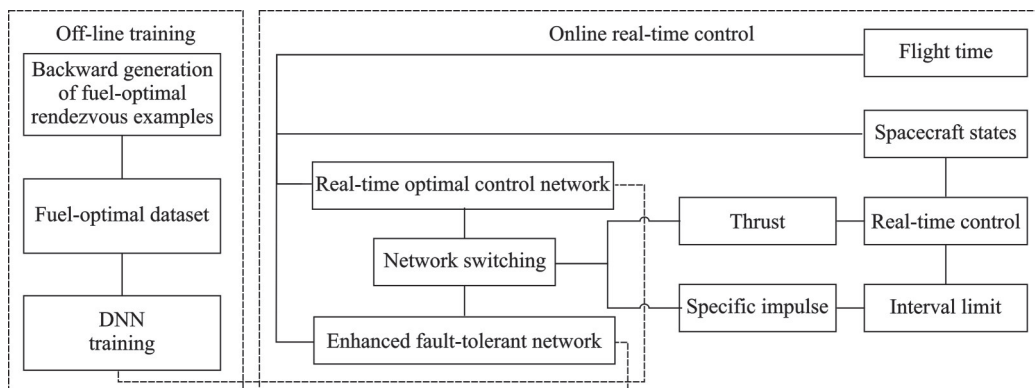 Off-line training
Backward generation
of fuel-optimal
rendezvous examples
Fuel-optimal dataset
DNN
training
Online real-time control
Flight time
Spacecraft states
Real-time optimal control network
Thrust
Real-time control
Network switching
Specific impulse
Interval limit
Enhanced fault-tolerant network